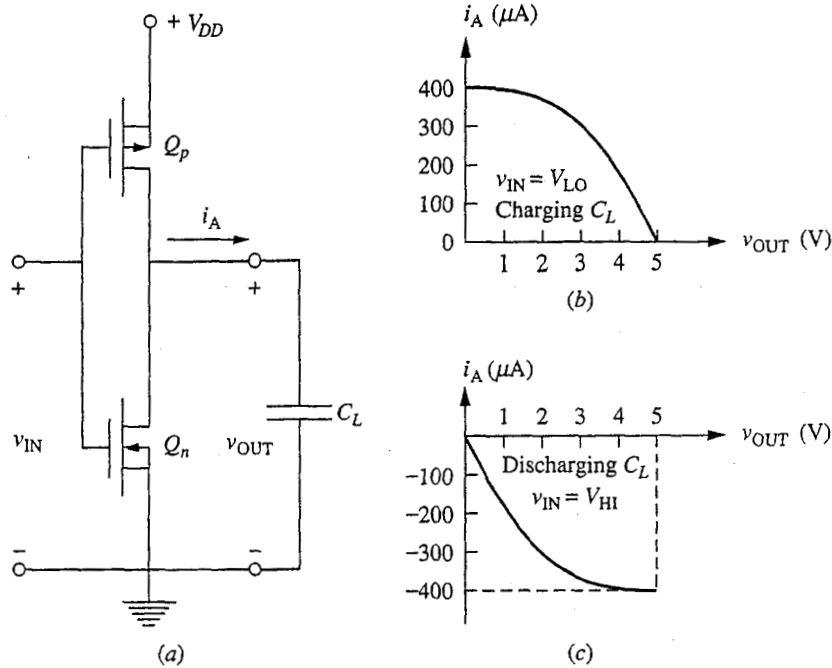 + V_DD
Q_p
i_A
+
+
v_IN
Q_n
v_OUT
C_L
−
−
(a)
i_A (μA)
400
300
200
100
0
v_IN = V_LO
Charging C_L
1 2 3 4 5
v_OUT (V)
(b)
i_A (μA)
1 2 3 4 5
v_OUT (V)
−100
−200
−300
−400
Discharging C_L
v_IN = V_HI
(c)